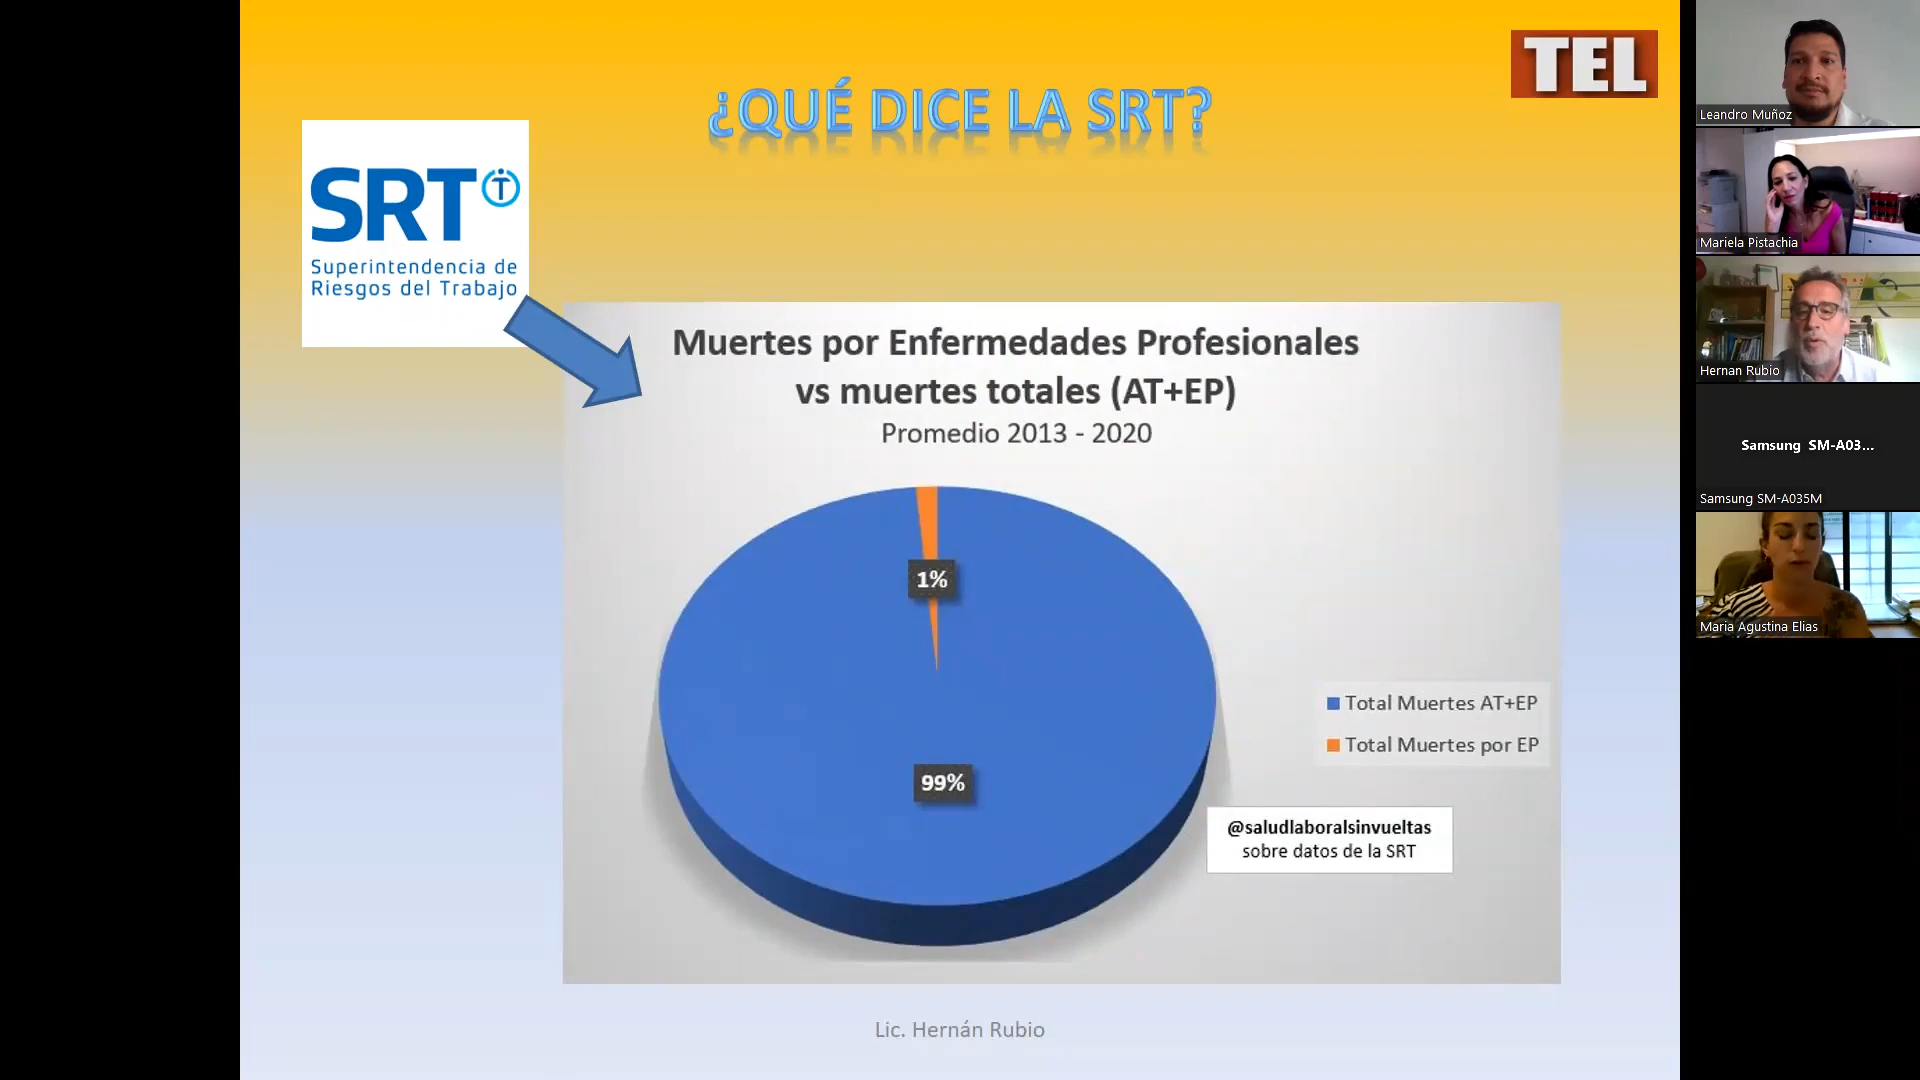 ¿QUÉ DICE LA SRT?
TEL
SRT
Superintendencia de
Riesgos del Trabajo
Muertes por Enfermedades Profesionales
vs muertes totales (AT+EP)
Promedio 2013 - 2020
1%
99%
Total Muertes AT+EP
Total Muertes por EP
@saludlaboralsinvueltas
sobre datos de la SRT
Lic. Hernán Rubio
Leandro Muñoz
Mariela Pistachia
Hernan Rubio
Samsung SM-A03...
Samsung SM-A035M
Maria Agustina Elias